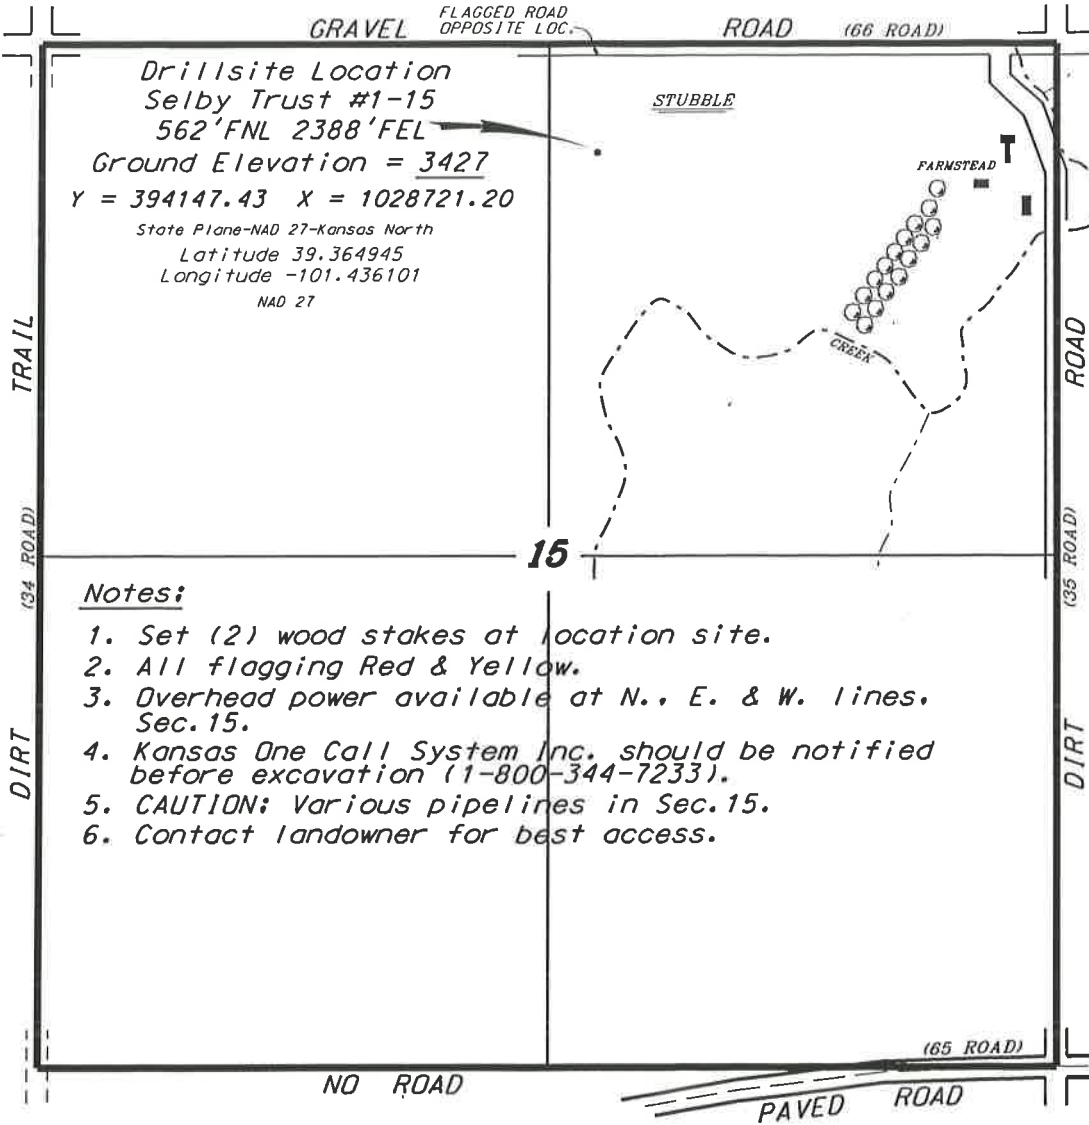 FLAGGED ROAD
OPPOSITE LOC.
GRAVEL ROAD (66 ROAD)
Drillsite Location
Selby Trust #1-15
562'FNL 2388'FEL
Ground Elevation = 3427
Y = 394147.43 X = 1028721.20
State Plane-NAD 27-Kansas North
Latitude 39.364945
Longitude -101.436101
NAD 27
STUBBLE
FARMSTEAD
CREEK
TRAIL
(34 ROAD)
DIRT
ROAD
(35 ROAD)
DIRT
15
Notes:
1. Set (2) wood stakes at location site.
2. All flagging Red & Yellow.
3. Overhead power available at N., E. & W. lines,
Sec.15.
4. Kansas One Call System Inc. should be notified
before excavation (1-800-344-7233).
5. CAUTION: Various pipelines in Sec.15.
6. Contact landowner for best access.
(65 ROAD)
NO ROAD
PAVED ROAD